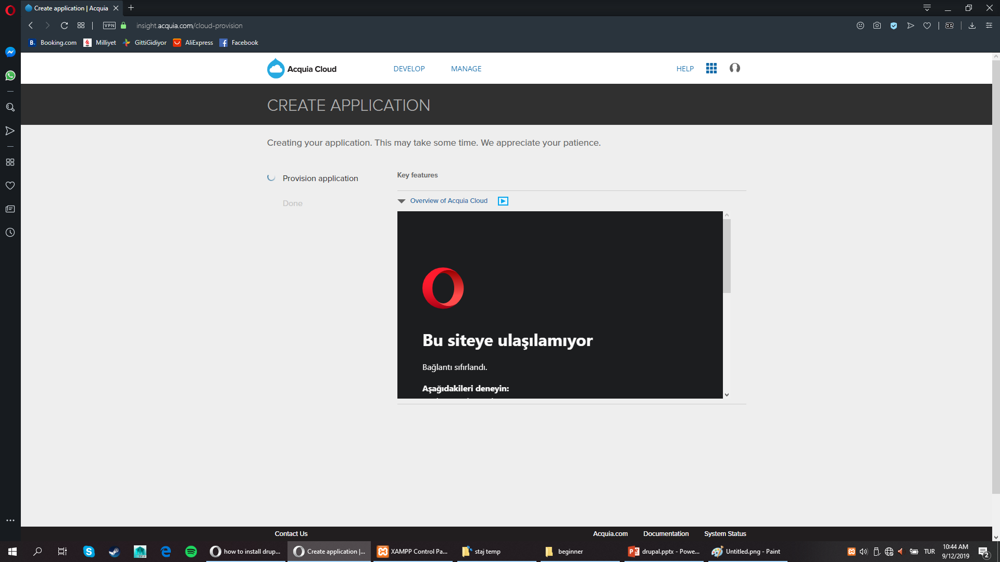 Create application | Acquia
VPN
insight.acquia.com/cloud-provision
B. Booking.com
Milliyet
GittiGidiyor
AliExpress
Facebook
Acquia Cloud
DEVELOP
MANAGE
HELP
CREATE APPLICATION
Creating your application. This may take some time. We appreciate your patience.
Provision application
Done
Key features
Overview of Acquia Cloud
Bu siteye ulaşılamıyor
Bağlantı sıfırlandı.
Aşağıdakileri deneyin:
Contact Us
Acquia.com
Documentation
System Status
how to install drup...
Create application |...
XAMPP Control Pa...
staj temp
beginner
drupal.pptx - Powe...
Untitled.png - Paint
TUR
10:44 AM
9/12/2019
2